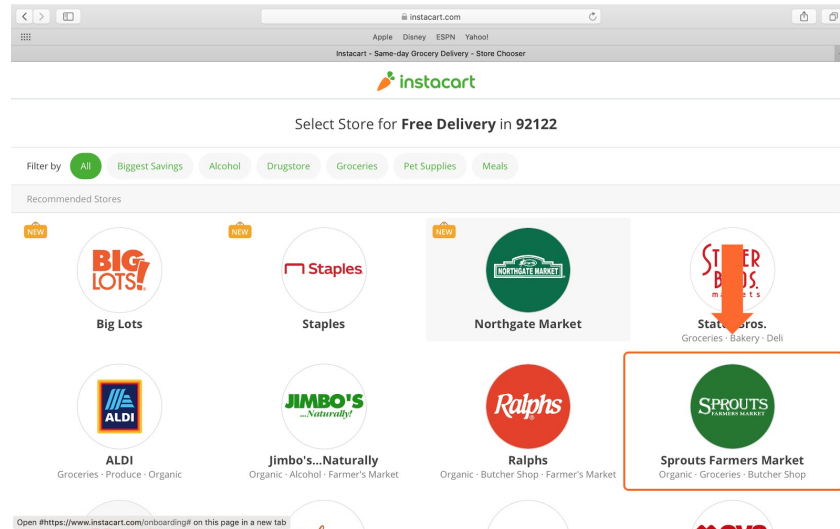 instacart.com
Apple Disney ESPN Yahoo!
Instacart - Same-day Grocery Delivery - Store Chooser
instacart
Select Store for Free Delivery in 92122
Filter by All Biggest Savings Alcohol Drugstore Groceries Pet Supplies Meals
Recommended Stores
NEW NEW NEW
BIG LOTS!
Staples
NORTHGATE MARKET
markets
Big Lots
Staples
Northgate Market
Bros.
Groceries · Bakery · Deli
ALDI
JIMBO'S
...Naturally!
Ralphs
SPROUTS
FARMERS MARKET
ALDI
Jimbo's...Naturally
Ralphs
Sprouts Farmers Market
Groceries · Produce · Organic
Organic · Alcohol · Farmer's Market
Organic · Butcher Shop · Farmer's Market
Organic · Groceries · Butcher Shop
Open #https://www.instacart.com/onboarding# on this page in a new tab